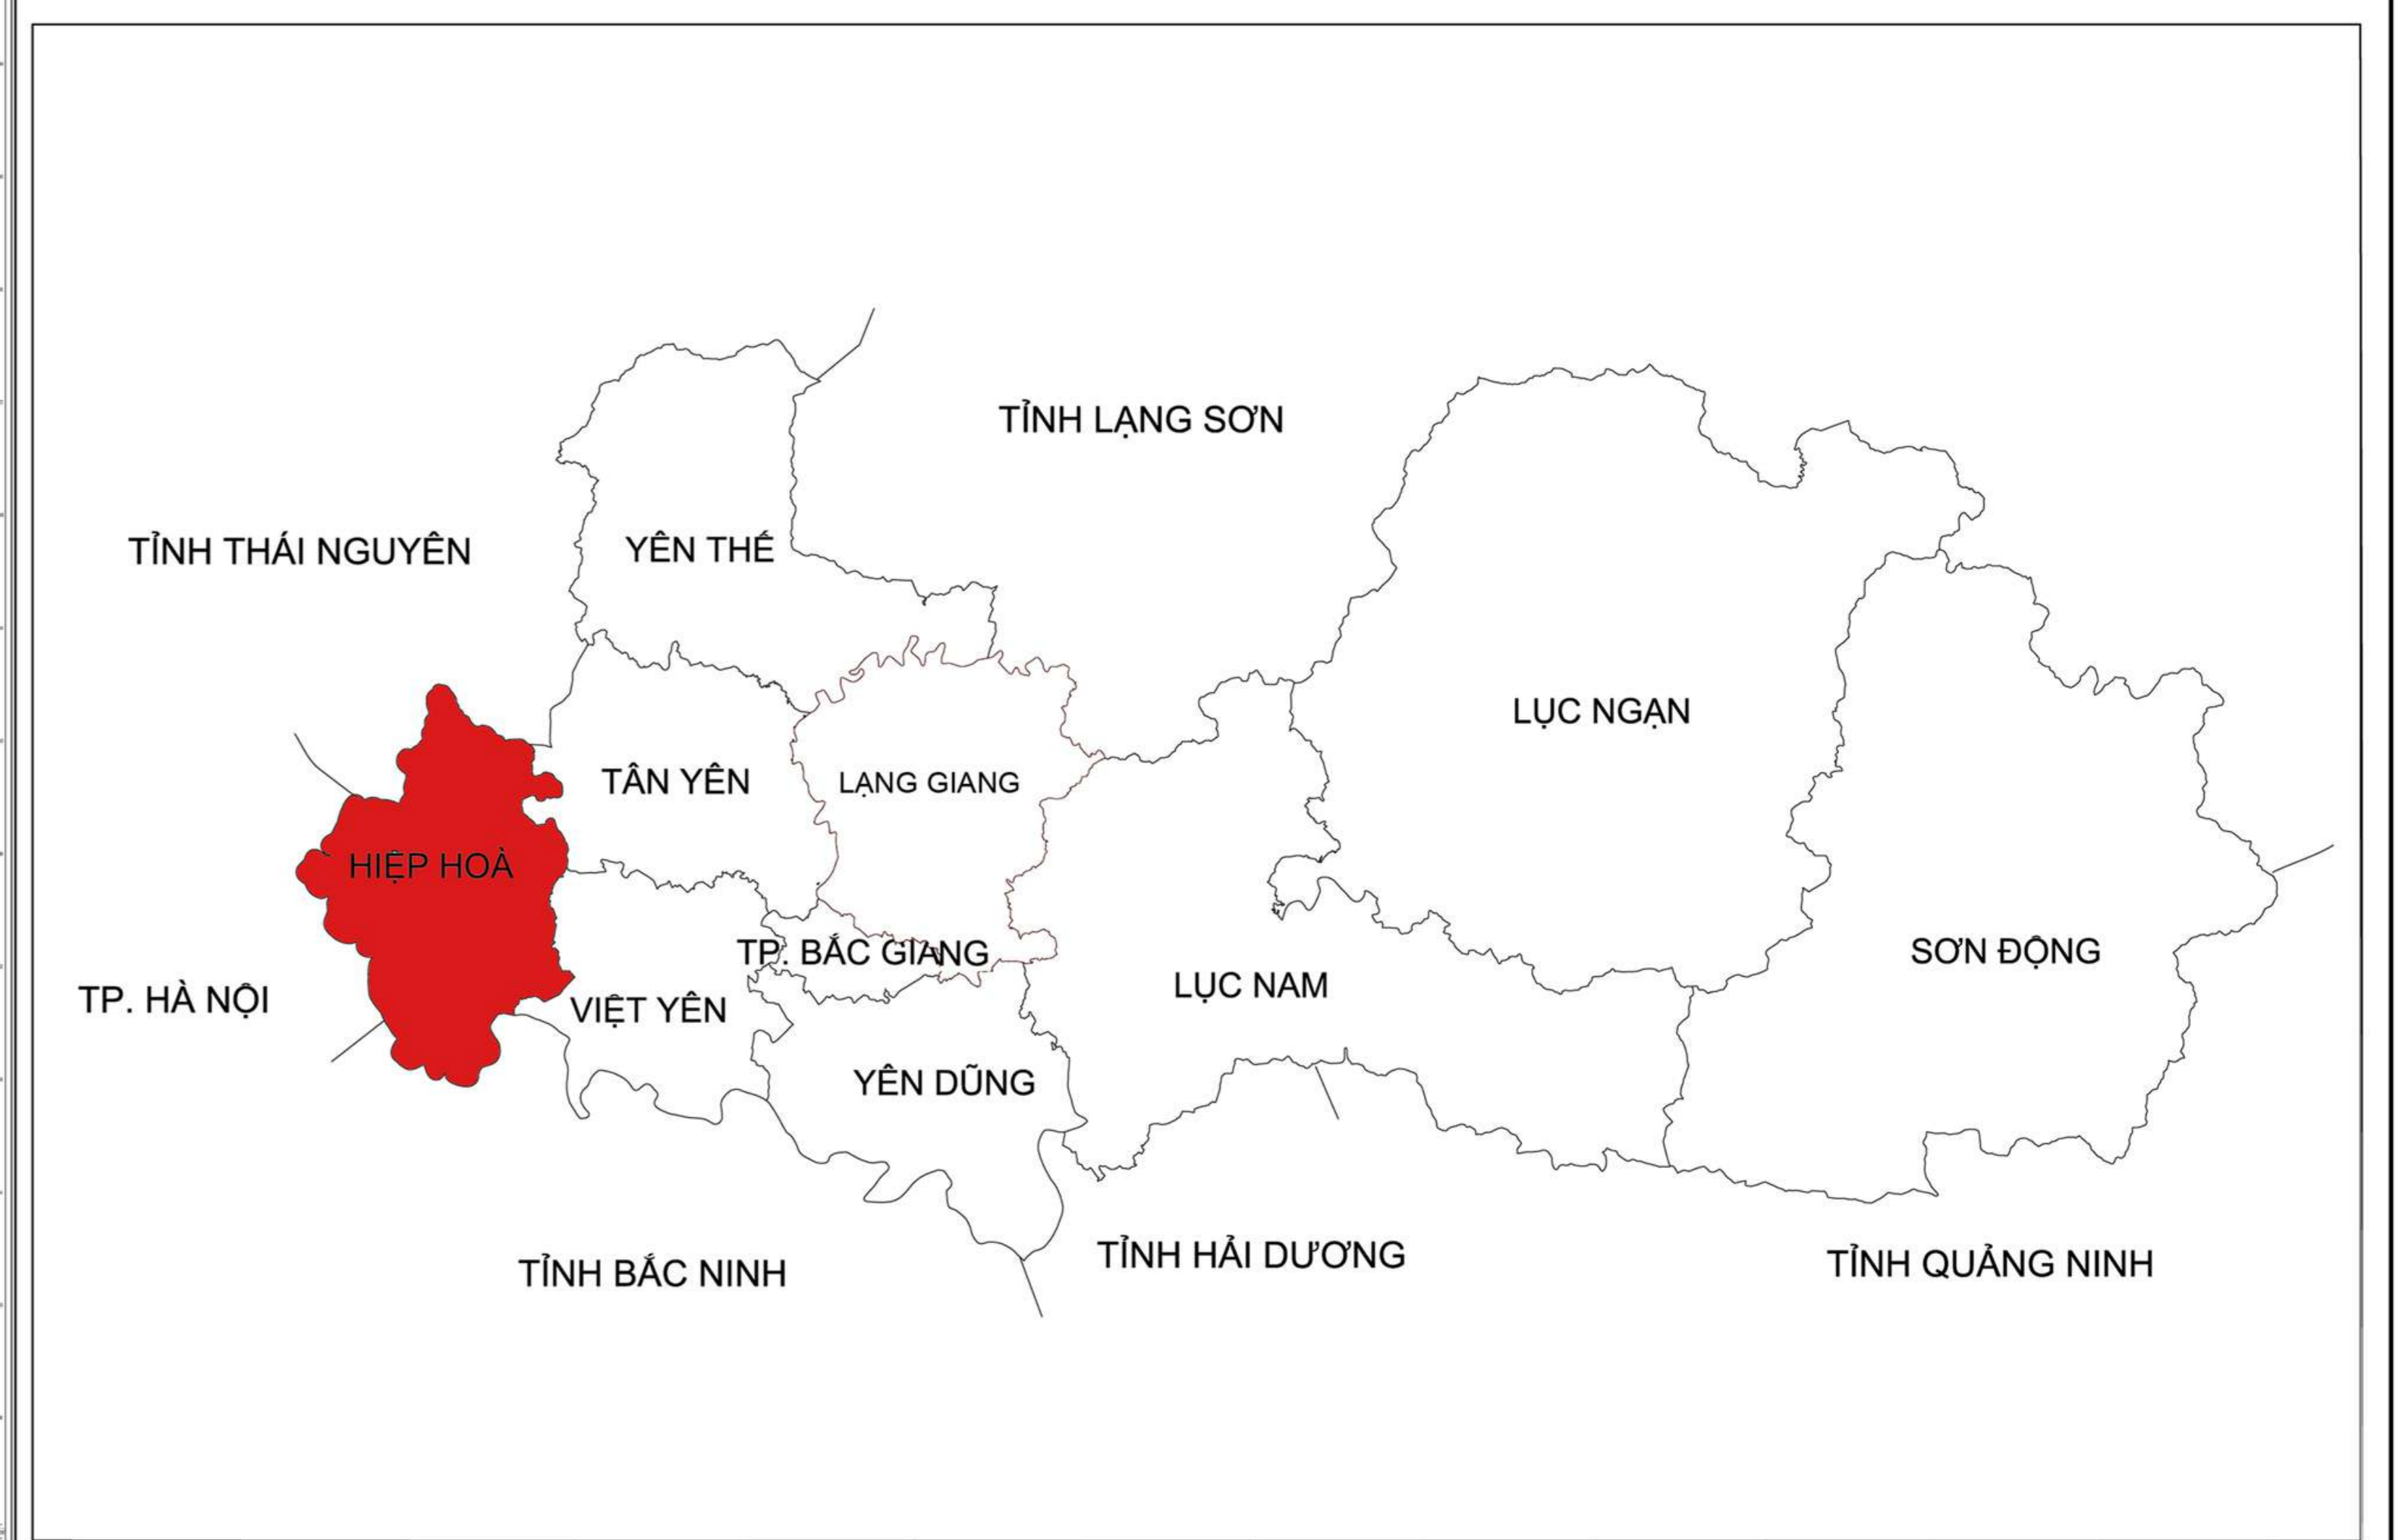 TỈNH LẠNG SƠN
TỈNH THÁI NGUYÊN
YÊN THẾ
LỤC NGẠN
TÂN YÊN
LẠNG GIANG
HIỆP HOÀ
TP. BẮC GIANG
SƠN ĐỘNG
LỤC NAM
TP. HÀ NỘI
VIỆT YÊN
YÊN DŨNG
TỈNH HẢI DƯƠNG
TỈNH QUẢNG NINH
TỈNH BẮC NINH